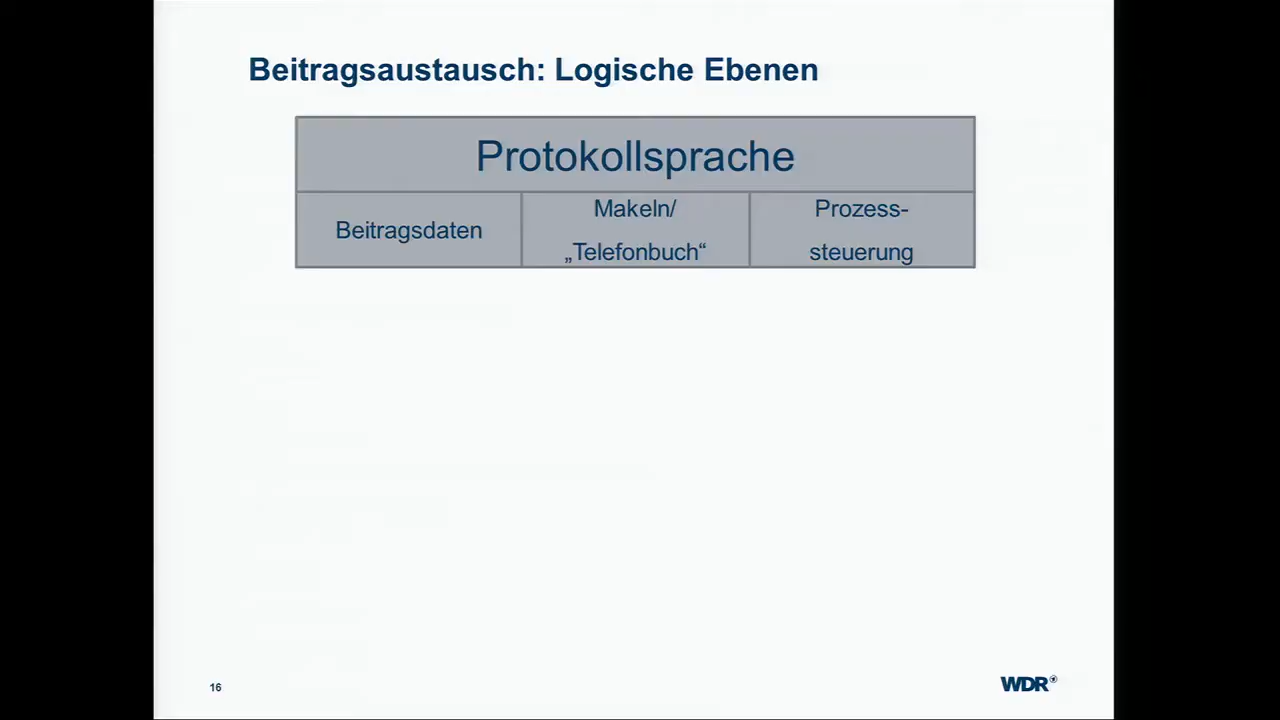 Beitragsaustausch: Logische Ebenen
Protokollsprache
Beitragsdaten
Makeln/
„Telefonbuch“
Prozess-
steuerung
16
WDR